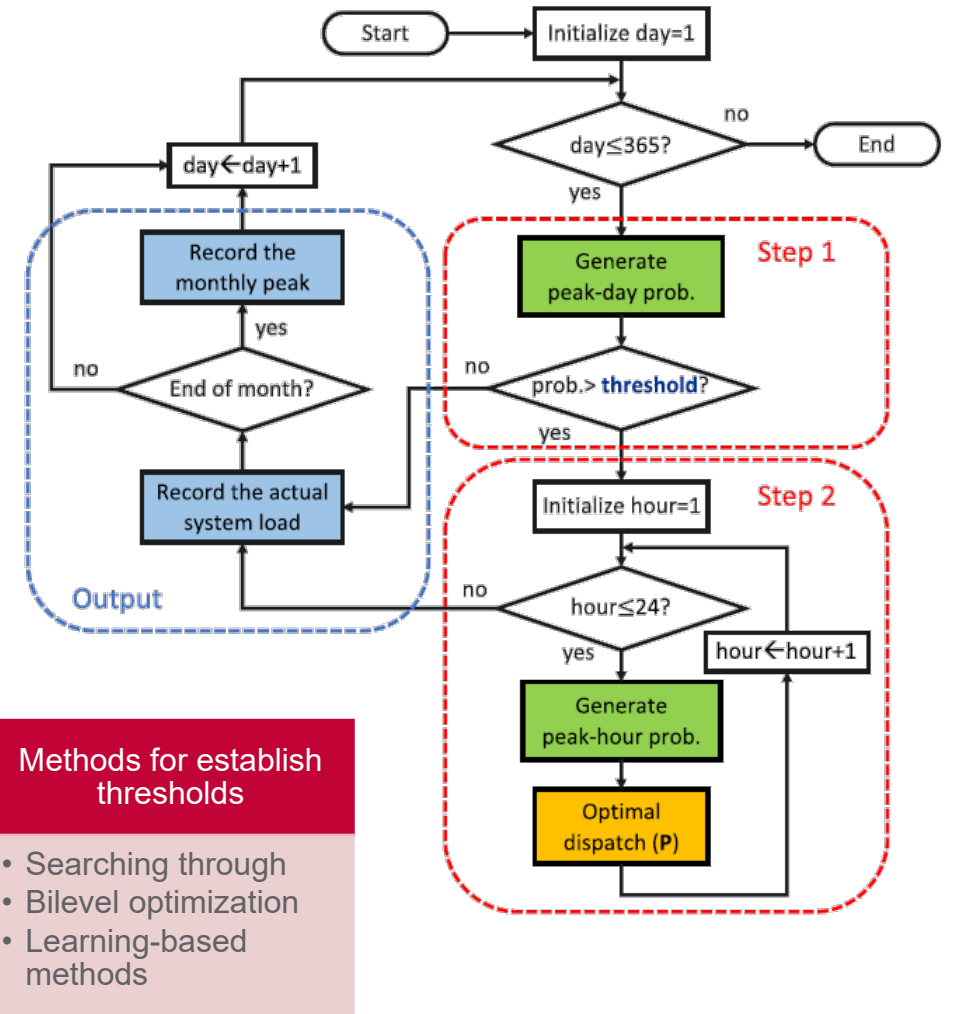 Start
Initialize day=1
day≤365?
no
End
yes
day←day+1
Step 1
Generate
peak-day prob.
prob.> threshold?
no
yes
Record the
monthly peak
yes
End of month?
no
Record the actual
system load
Output
Step 2
Initialize hour=1
hour≤24?
no
yes
hour←hour+1
Generate
peak-hour prob.
Optimal
dispatch (P)
Methods for establish
thresholds
• Searching through
• Bilevel optimization
• Learning-based
methods